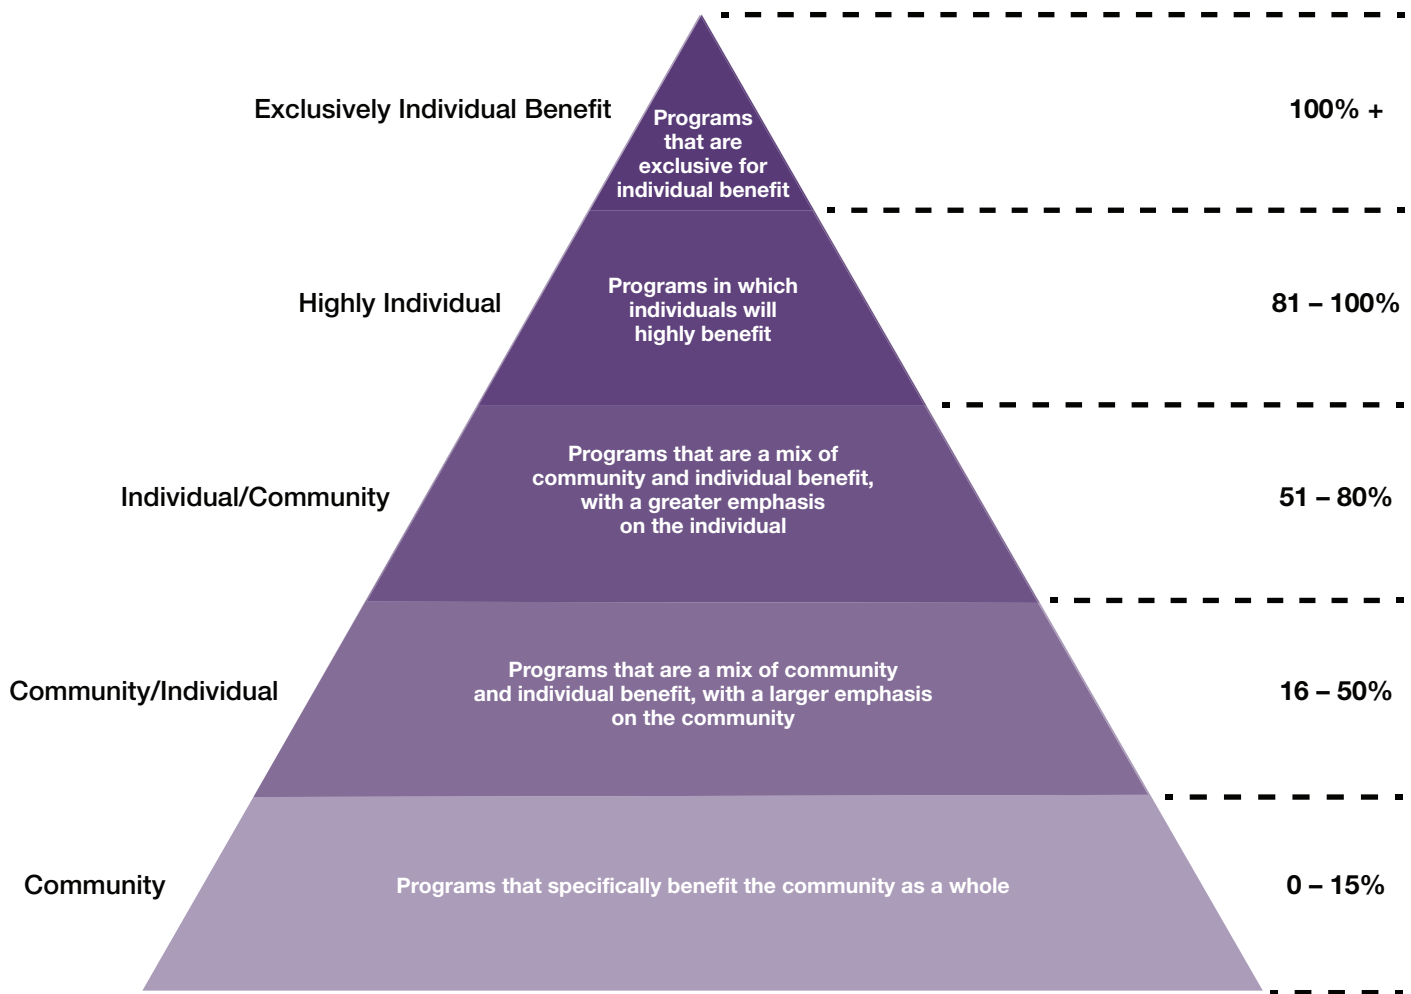 Exclusively Individual Benefit
Programs
that are
exclusive for
individual benefit
100% +
Highly Individual
Programs in which
individuals will
highly benefit
81 – 100%
Individual/Community
Programs that are a mix of
community and individual benefit,
with a greater emphasis
on the individual
51 – 80%
Community/Individual
Programs that are a mix of community
and individual benefit, with a larger emphasis
on the community
16 – 50%
Community
Programs that specifically benefit the community as a whole
0 – 15%